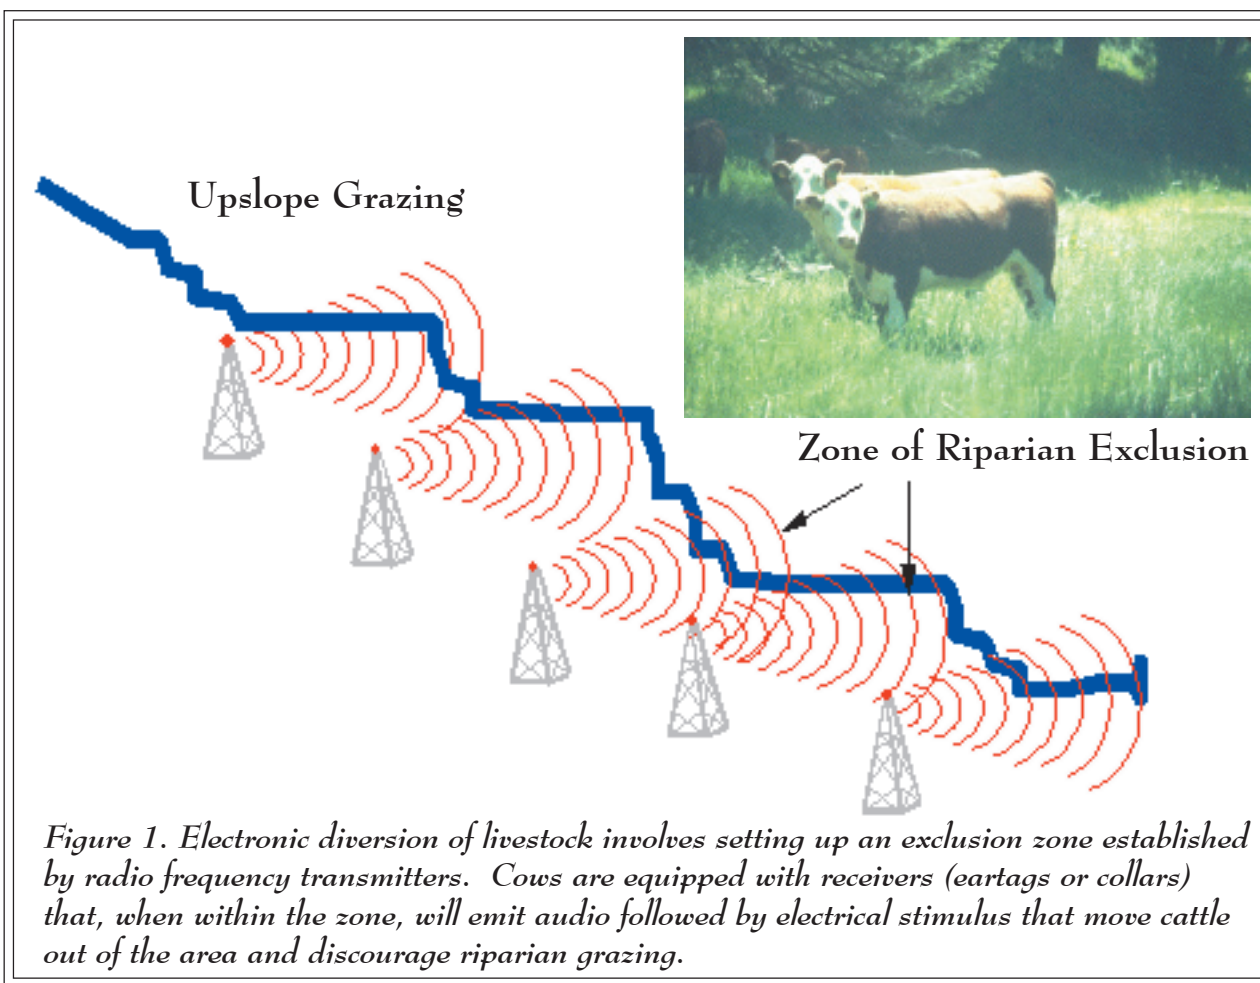 Upslope Grazing
Zone of Riparian Exclusion
Figure 1. Electronic diversion of livestock involves setting up an exclusion zone established
by radio frequency transmitters. Cows are equipped with receivers (eartags or collars)
that, when within the zone, will emit audio followed by electrical stimulus that move cattle
out of the area and discourage riparian grazing.